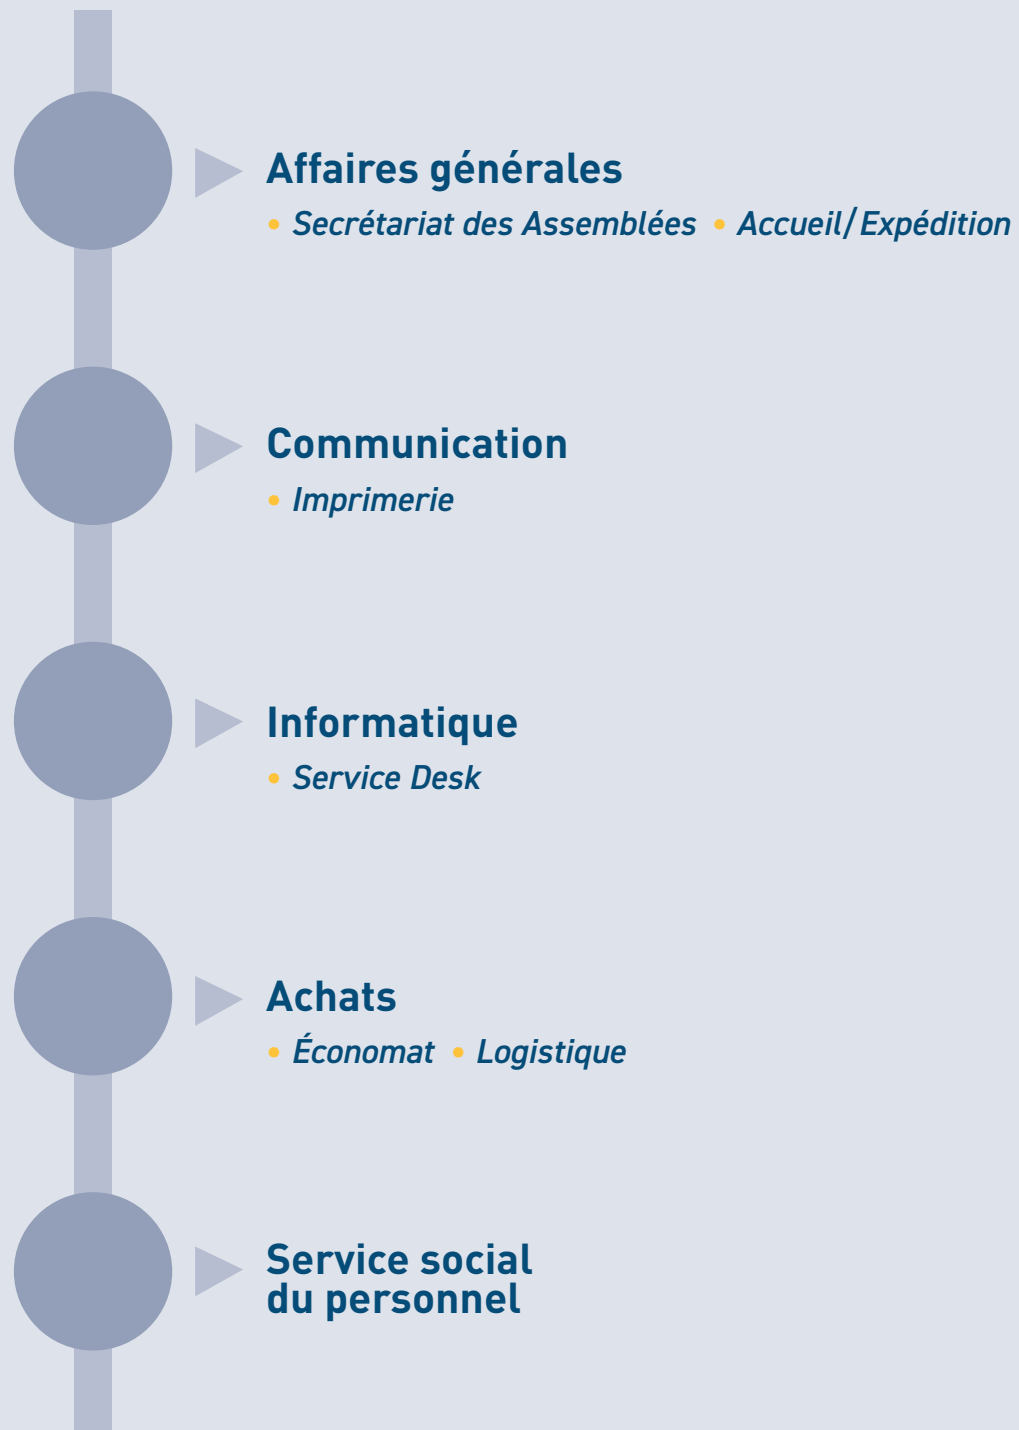 Affaires générales
• Secrétariat des Assemblées • Accueil/Expédition
Communication
• Imprimerie
Informatique
• Service Desk
Achats
• Économat • Logistique
Service social
du personnel